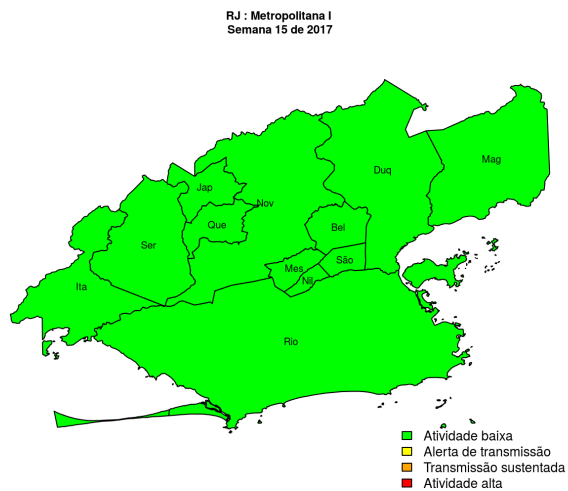 RJ : Metropolitana I
Semana 15 de 2017
Mag
Duq
Jap
Nov
Que
Bel
Ser
São
Mes
Nil
Ita
Rio
Atividade baixa
Alerta de transmissão
Transmissão sustentada
Atividade alta